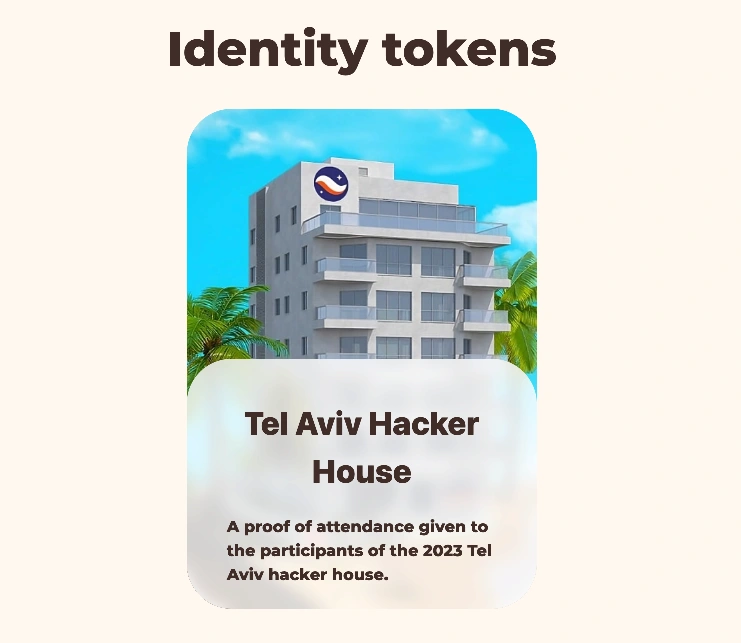 Identity tokens
Tel Aviv Hacker
House
A proof of attendance given to
the participants of the 2023 Tel
Aviv hacker house.